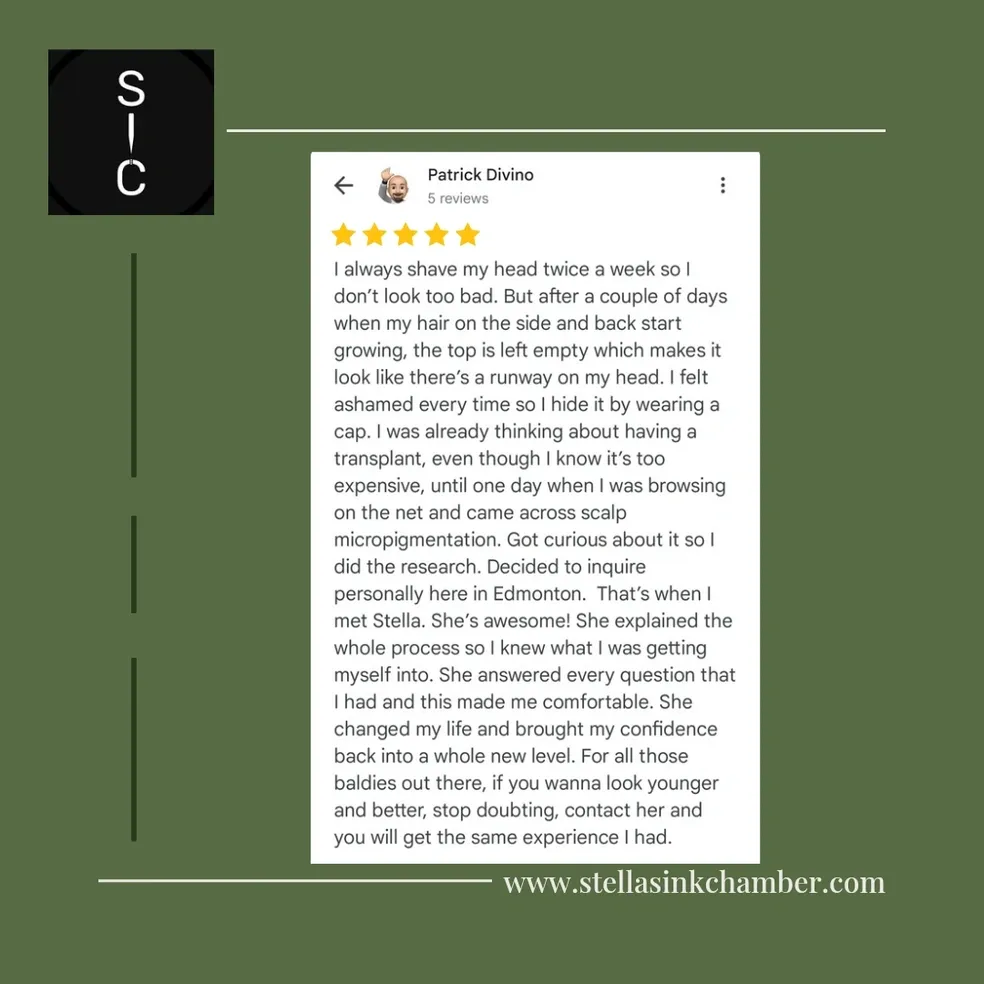 S
C
Patrick Divino
5 reviews
I always shave my head twice a week so I
don't look too bad. But after a couple of days
when my hair on the side and back start
growing, the top is left empty which makes it
look like there's a runway on my head. I felt
ashamed every time so I hide it by wearing a
cap. I was already thinking about having a
transplant, even though I know it's too
expensive, until one day when I was browsing
on the net and came across scalp
micropigmentation. Got curious about it so I
did the research. Decided to inquire
personally here in Edmonton.  That's when I
met Stella. She's awesome! She explained the
whole process so I knew what I was getting
myself into. She answered every question that
I had and this made me comfortable. She
changed my life and brought my confidence
back into a whole new level. For all those
baldies out there, if you wanna look younger
and better, stop doubting, contact her and
you will get the same experience I had.
www.stellasinkchamber.com